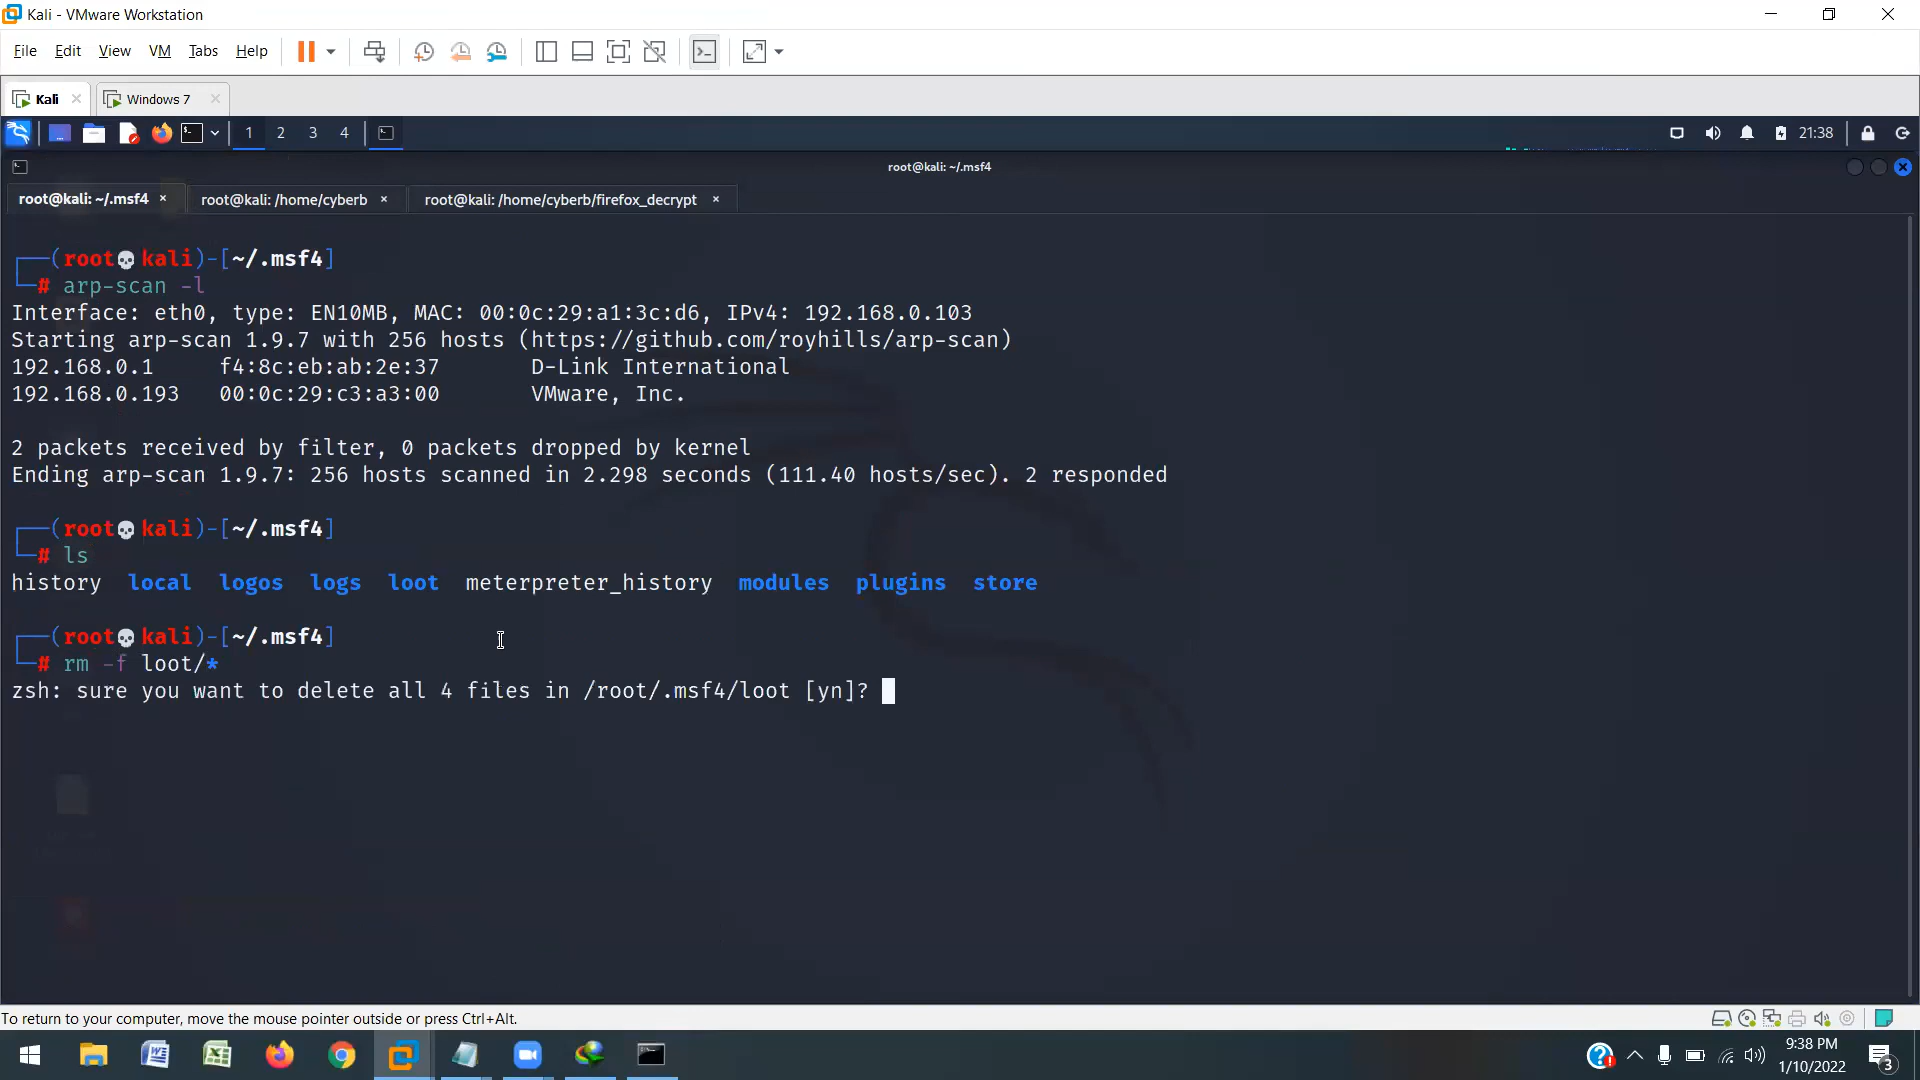 Kali - VMware Workstation
File Edit View VM Tabs Help
Kali Windows 7
1 2 3 4 21:38
root@kali: ~/.msf4
root@kali: ~/.msf4 root@kali: /home/cyberb root@kali: /home/cyberb/firefox_decrypt
┌──(root💀kali)-[~/.msf4]
└─# arp-scan -l
Interface: eth0, type: EN10MB, MAC: 00:0c:29:a1:3c:d6, IPv4: 192.168.0.103
Starting arp-scan 1.9.7 with 256 hosts (https://github.com/royhills/arp-scan)
192.168.0.1 f4:8c:eb:ab:2e:37 D-Link International
192.168.0.193 00:0c:29:c3:a3:00 VMware, Inc.
2 packets received by filter, 0 packets dropped by kernel
Ending arp-scan 1.9.7: 256 hosts scanned in 2.298 seconds (111.40 hosts/sec). 2 responded
┌──(root💀kali)-[~/.msf4]
└─# ls
history local logos logs loot meterpreter_history modules plugins store
┌──(root💀kali)-[~/.msf4]
└─# rm -f loot/*
zsh: sure you want to delete all 4 files in /root/.msf4/loot [yn]?
To return to your computer, move the mouse pointer outside or press Ctrl+Alt.
9:38 PM
1/10/2022
3